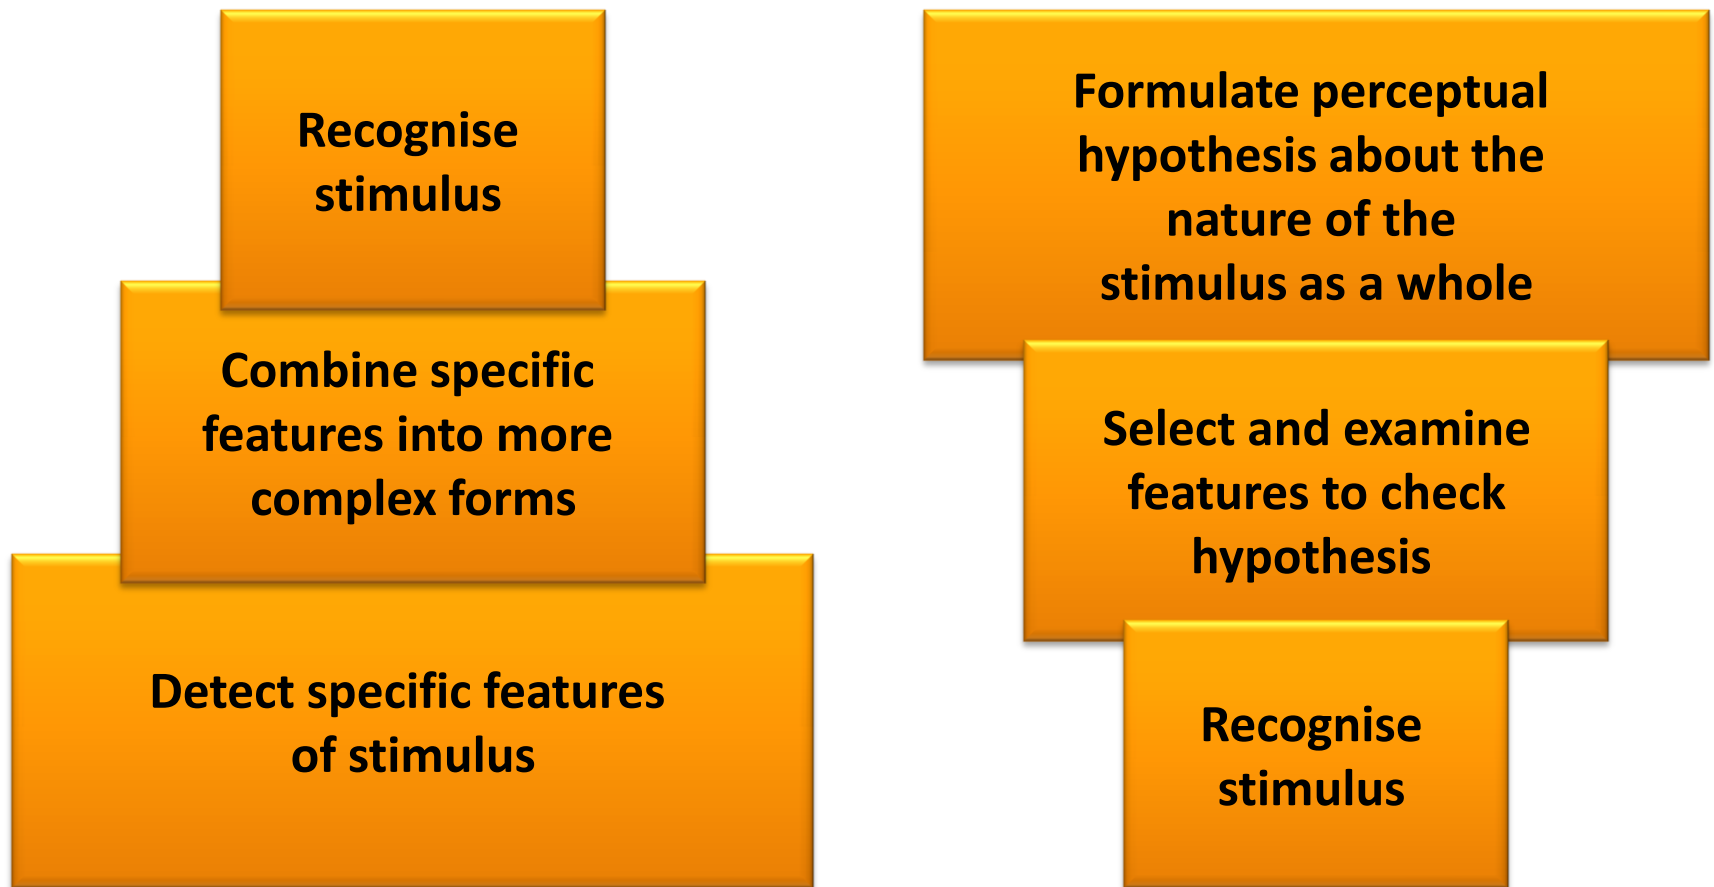 Recognise
stimulus
Combine specific
features into more
complex forms
Detect specific features
of stimulus
Formulate perceptual
hypothesis about the
nature of the
stimulus as a whole
Select and examine
features to check
hypothesis
Recognise
stimulus